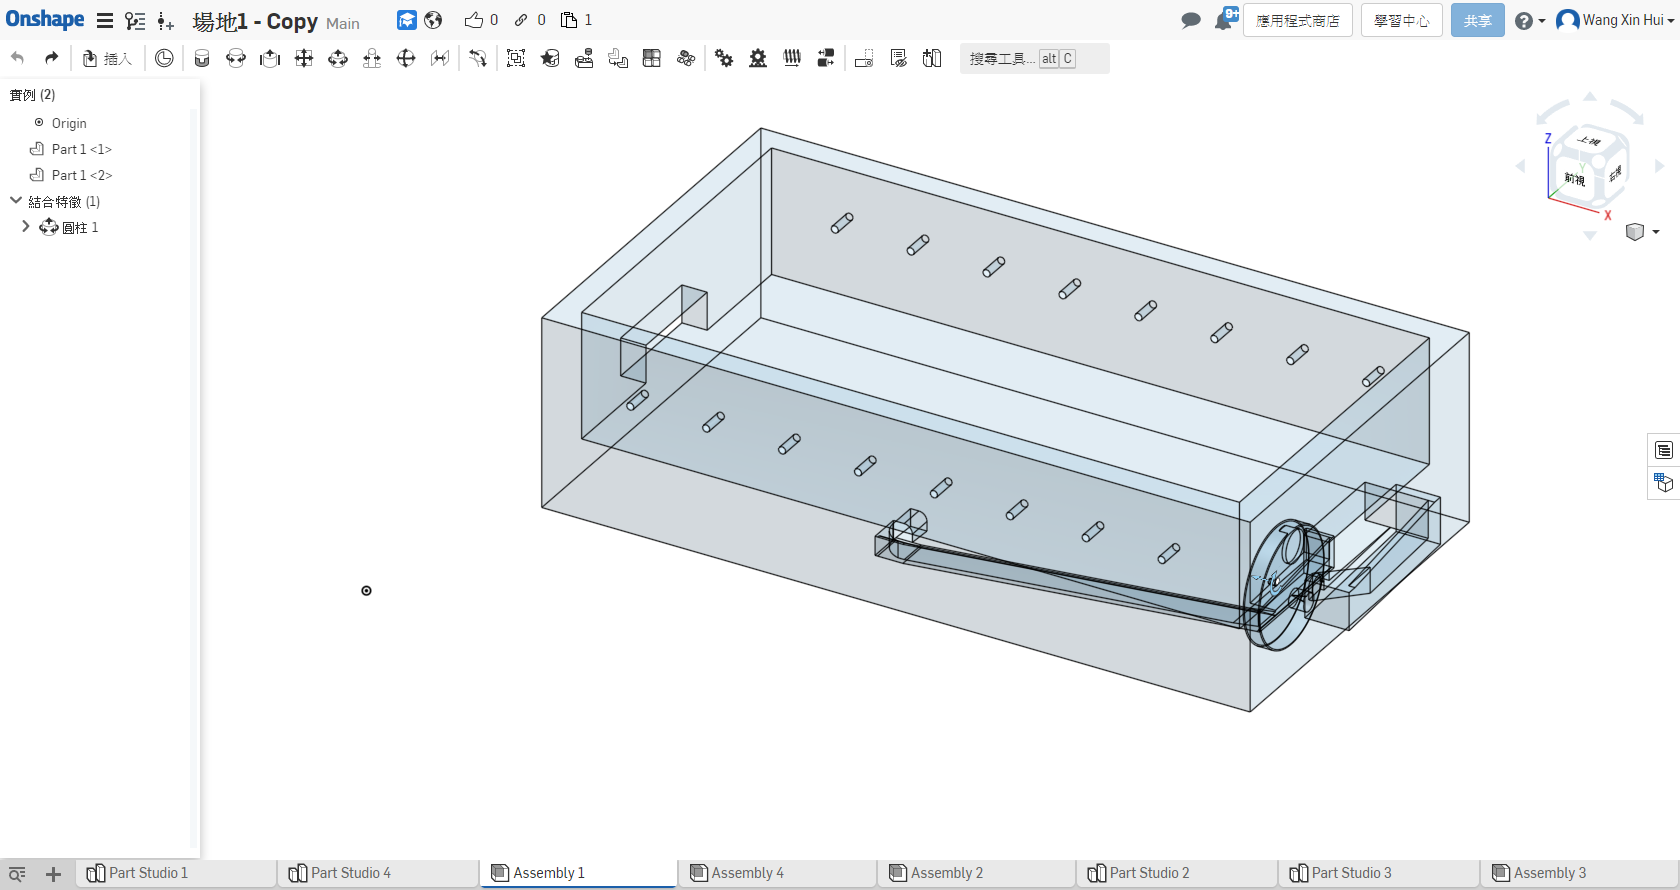 Onshape 場地1 - Copy Main 0 0 1 9+ 應用程式商店 學習中心 共享 Wang Xin Hui
插入 搜尋工具... alt C
實例 (2)
Origin
Part 1 <1>
Part 1 <2>
結合特徵 (1)
圓柱 1
Z
上視
Y
前視
右視
X
Part Studio 1 Part Studio 4 Assembly 1 Assembly 4 Assembly 2 Part Studio 2 Part Studio 3 Assembly 3